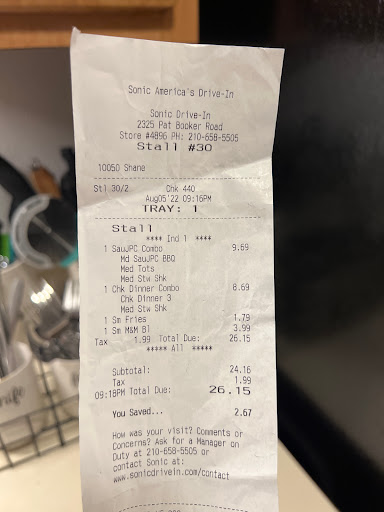 Sonic America's Drive-In
Sonic Drive-In
2325 Pat Booker Road
Store #4896 PH: 210-658-5505
Stall #30
10050 Shane
Stl 30/2 Chk 440
Aug05'22 09:16PM
TRAY: 1
Stall
**** Ind 1 ****
1 SauJPC Combo 9.69
Md SauJPC BBQ
Med Tots
Med Stw Shk
1 Chk Dinner Combo 8.69
Chk Dinner 3
Med Stw Shk
1 Sm Fries 1.79
1 Sm M&M Bl 3.99
Tax 1.99 Total Due: 26.15
***** All *****
Subtotal: 24.16
Tax 1.99
09:18PM Total Due: 26.15
You Saved... 2.67
How was your visit? Comments or
Concerns? Ask for a Manager on
Duty at 210-658-5505 or
contact Sonic at:
www.sonicdrivein.com/contact